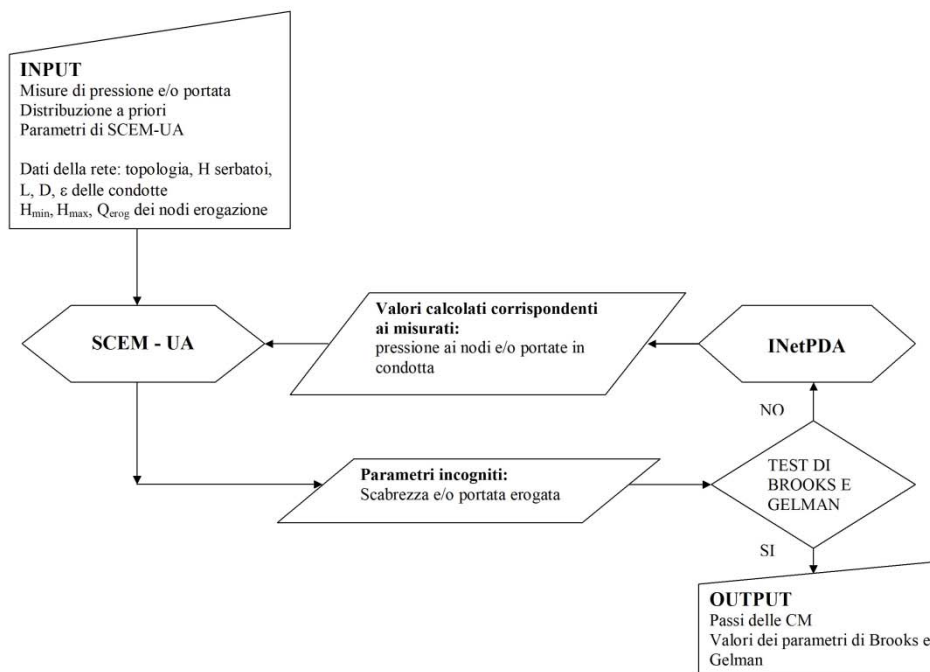 INPUT
Misure di pressione e/o portata
Distribuzione a priori
Parametri di SCEM-UA
Dati della rete: topologia, H serbatoi,
L, D, ε delle condotte
Hmin, Hmax, Qerog dei nodi erogazione
SCEM - UA
Valori calcolati corrispondenti
ai misurati:
pressione ai nodi e/o portate in
condotta
INetPDA
NO
Parametri incogniti:
Scabrezza e/o portata erogata
TEST DI
BROOKS E
GELMAN
SI
OUTPUT
Passi delle CM
Valori dei parametri di Brooks e
Gelman